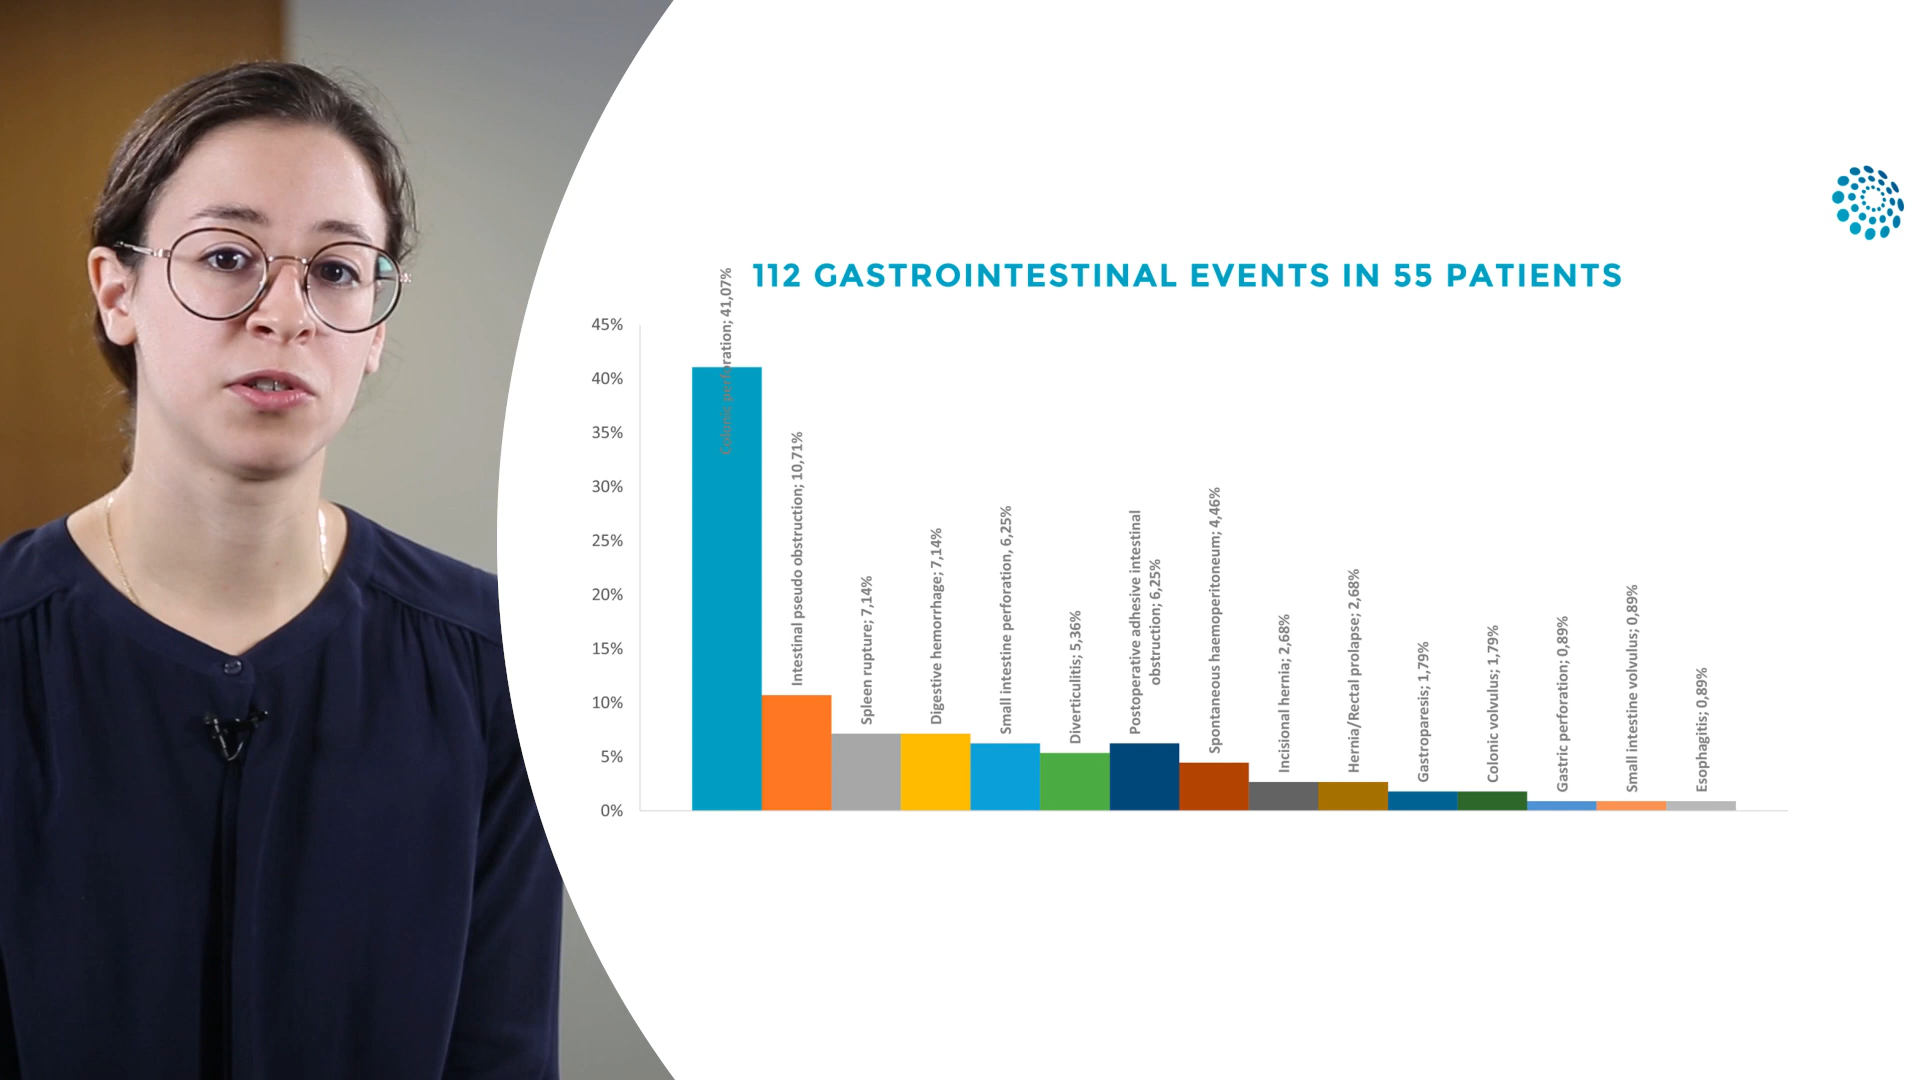 112 GASTROINTESTINAL EVENTS IN 55 PATIENTS
45%
40%
35%
30%
25%
20%
15%
10%
5%
0%
Colonic perforation; 41,07%
Intestinal pseudo obstruction; 10,71%
Spleen rupture; 7,14%
Digestive hemorrhage; 7,14%
Small intestine perforation, 6,25%
Diverticulitis; 5,36%
Postoperative adhesive intestinal
obstruction; 6,25%
Spontaneous haemoperitoneum; 4,46%
Incisional hernia; 2,68%
Hernia/Rectal prolapse; 2,68%
Gastroparesis; 1,79%
Colonic volvulus; 1,79%
Gastric perforation; 0,89%
Small intestine volvulus; 0,89%
Esophagitis; 0,89%